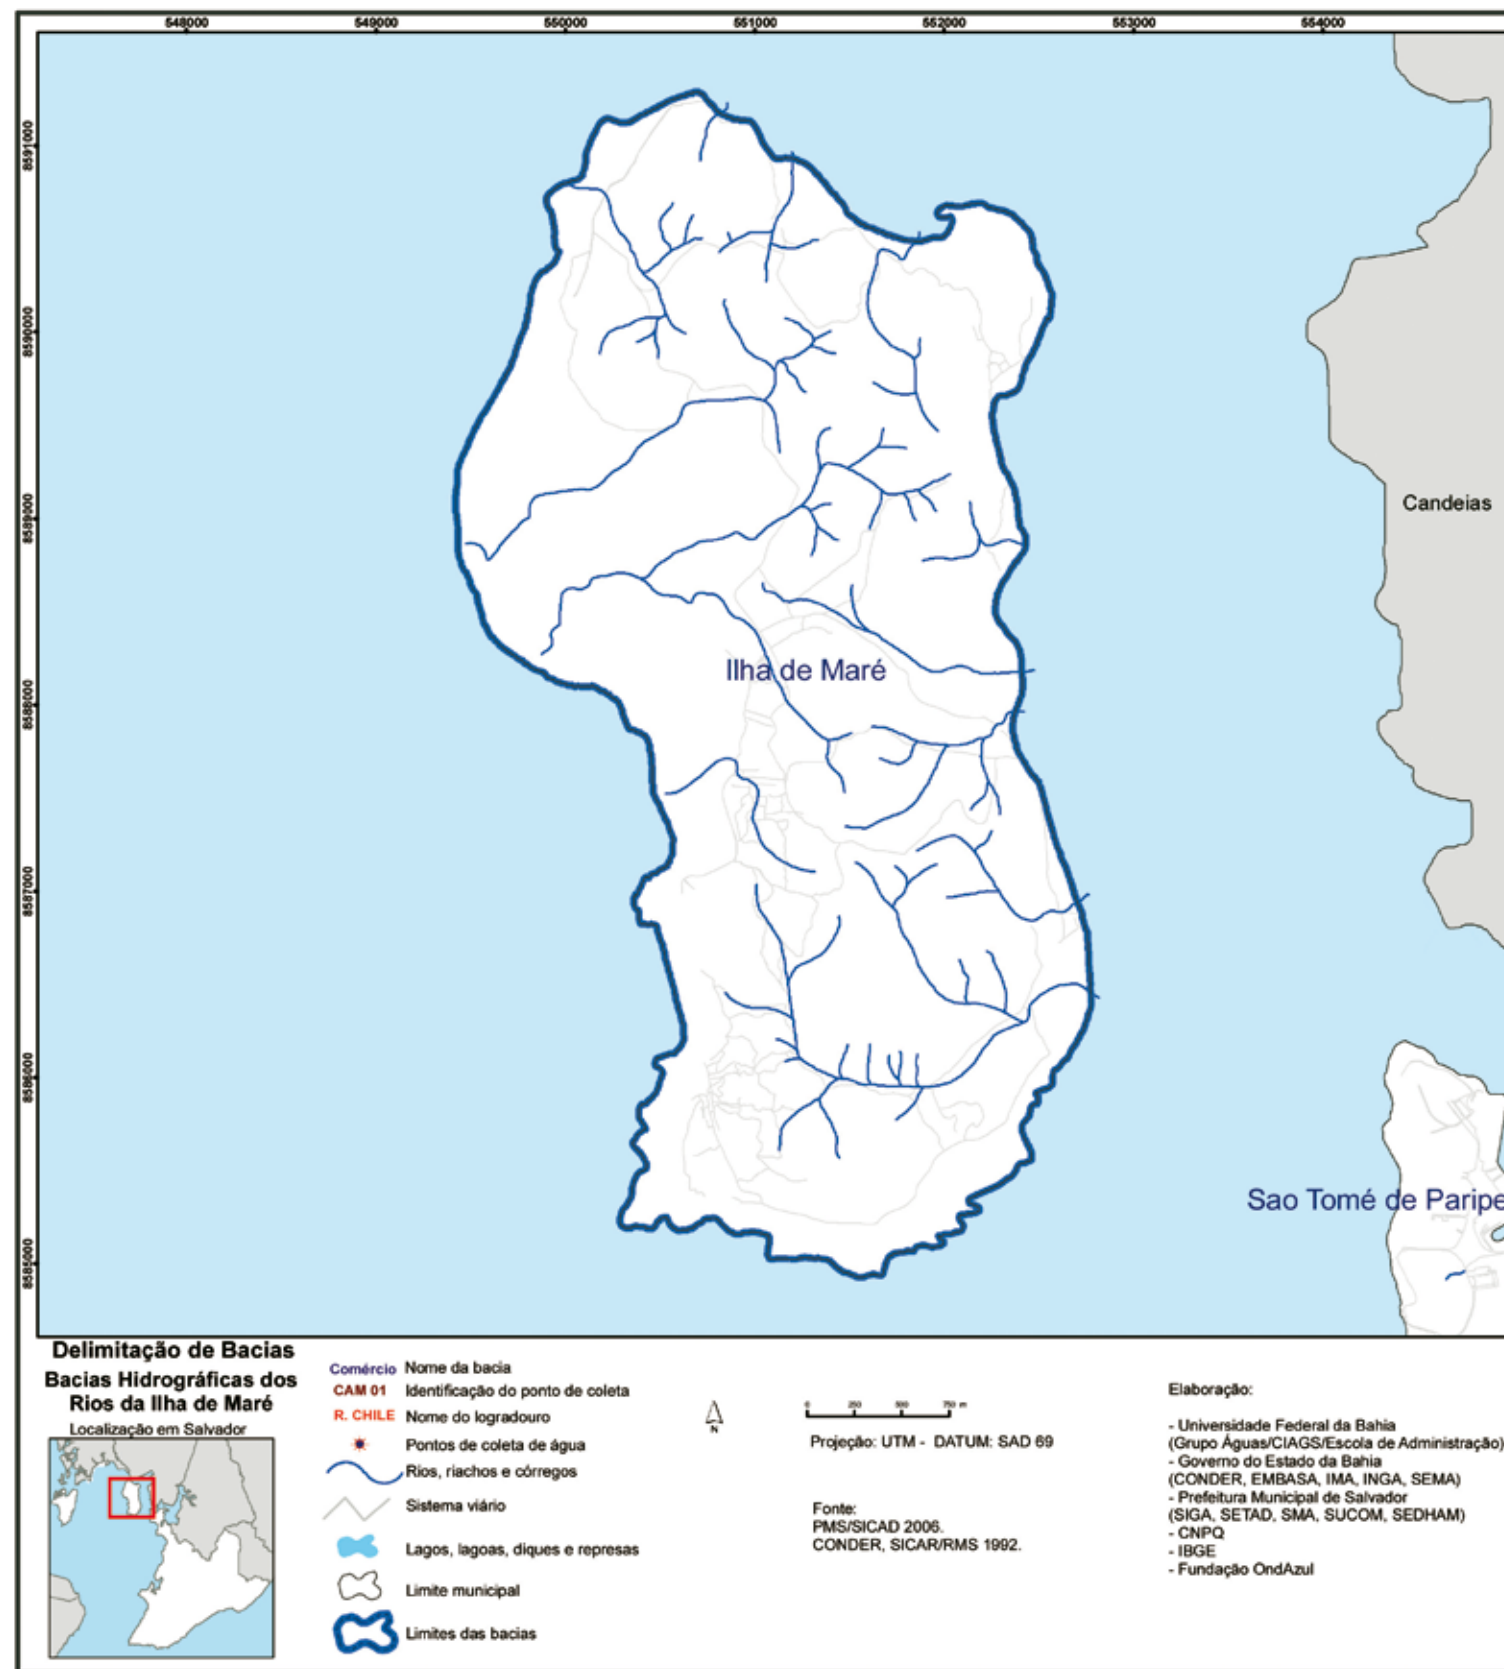 548000 549000 550000 551000 552000 553000 554000
8591000
8590000
8589000
8588000
8587000
8586000
8585000
Candeias
Ilha de Maré
Sao Tomé de Paripe
Delimitação de Bacias
Bacias Hidrográficas dos
Rios da Ilha de Maré
Localização em Salvador
Comércio Nome da bacia
CAM 01 Identificação do ponto de coleta
R. CHILE Nome do logradouro
Pontos de coleta de água
Rios, riachos e córregos
Sistema viário
Lagos, lagoas, diques e represas
Limite municipal
Limites das bacias
N
0 250 500 750 m
Projeção: UTM - DATUM: SAD 69
Fonte:
PMS/SICAD 2006.
CONDER, SICAR/RMS 1992.
Elaboração:
- Universidade Federal da Bahia
(Grupo Águas/CIAGS/Escola de Administração)
- Governo do Estado da Bahia
(CONDER, EMBASA, IMA, INGA, SEMA)
- Prefeitura Municipal de Salvador
(SIGA, SETAD, SMA, SUCOM, SEDHAM)
- CNPQ
- IBGE
- Fundação OndAzul